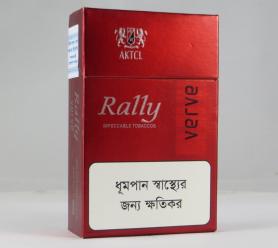 AKTCL
Rally
IMPECCABLE TOBACCOS
verve
ধূমপান স্বাস্থ্যের
জন্য ক্ষতিকর